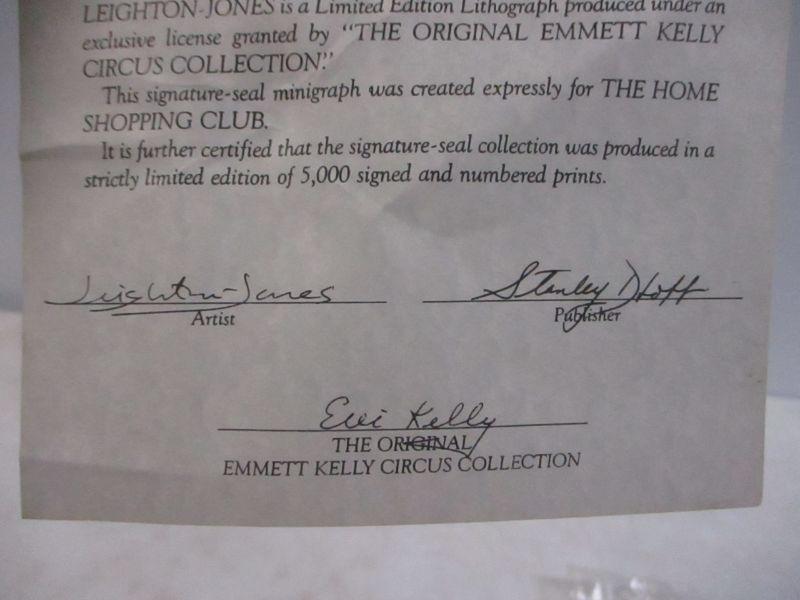 LEIGHTON-JONES is a Limited Edition Lithograph produced under an
exclusive license granted by "THE ORIGINAL EMMETT KELLY
CIRCUS COLLECTION."
This signature-seal minigraph was created expressly for THE HOME
SHOPPING CLUB.
It is further certified that the signature-seal collection was produced in a
strictly limited edition of 5,000 signed and numbered prints.
Leighton-Jones
Artist
Stanley
Publisher
Evi Kelly
THE ORIGINAL
EMMETT KELLY CIRCUS COLLECTION